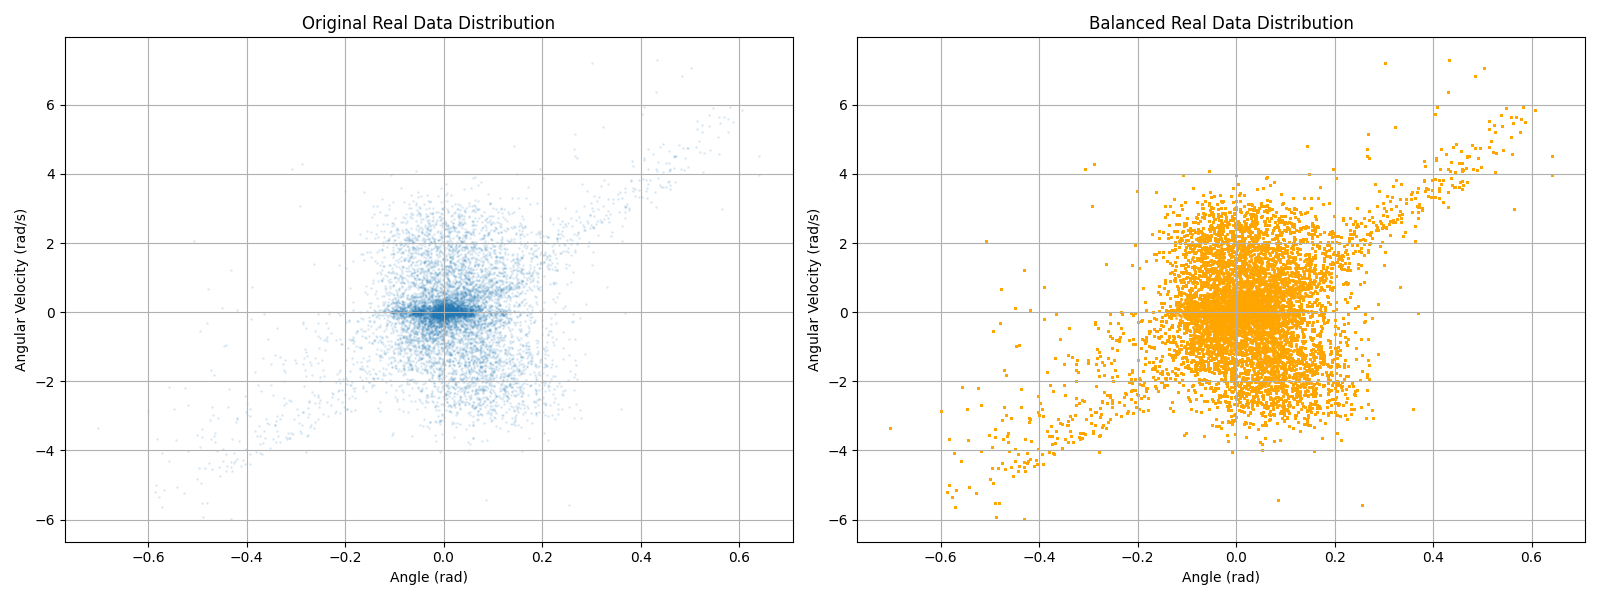 Original Real Data Distribution
Angular Velocity (rad/s)
6
4
2
0
−2
−4
−6
−0.6 −0.4 −0.2 0.0 0.2 0.4 0.6
Angle (rad)
Balanced Real Data Distribution
Angular Velocity (rad/s)
6
4
2
0
−2
−4
−6
−0.6 −0.4 −0.2 0.0 0.2 0.4 0.6
Angle (rad)